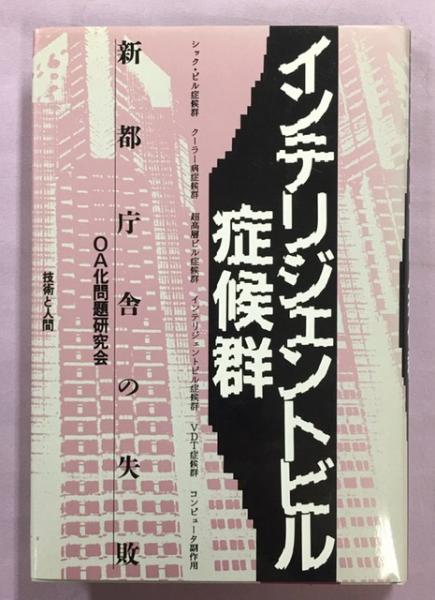 インテリジェントビル
症候群
シック・ビル症候群 クーラー病症候群 超高層ビル症候群 インテリジェントビル症候群 VDT症候群 コンピュータ副作用
新都庁舎の失敗
OA化問題研究会
技術と人間